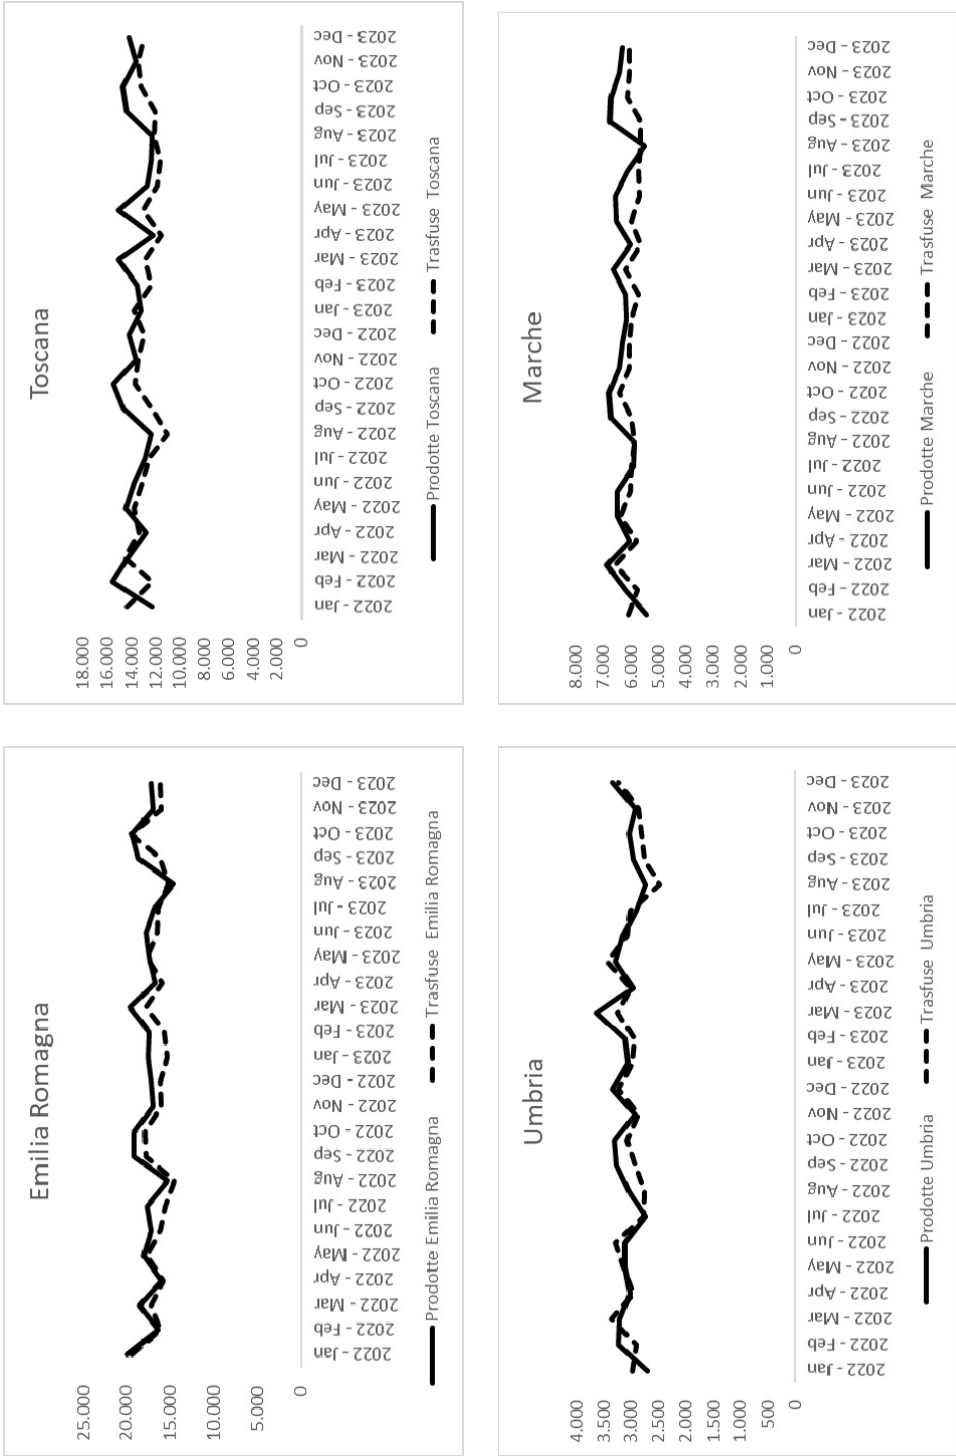 Emilia Romagna
25.000
20.000
15.000
10.000
5.000
0
2022 - Jan
2022 - Feb
2022 - Mar
2022 - Apr
2022 - May
2022 - Jun
2022 - Jul
2022 - Aug
2022 - Sep
2022 - Oct
2022 - Nov
2022 - Dec
2023 - Jan
2023 - Feb
2023 - Mar
2023 - Apr
2023 - May
2023 - Jun
2023 - Jul
2023 - Aug
2023 - Sep
2023 - Oct
2023 - Nov
2023 - Dec
Prodotte Emilia Romagna Trasfuse Emilia Romagna
Toscana
18.000
16.000
14.000
12.000
10.000
8.000
6.000
4.000
2.000
0
2022 - Jan
2022 - Feb
2022 - Mar
2022 - Apr
2022 - May
2022 - Jun
2022 - Jul
2022 - Aug
2022 - Sep
2022 - Oct
2022 - Nov
2022 - Dec
2023 - Jan
2023 - Feb
2023 - Mar
2023 - Apr
2023 - May
2023 - Jun
2023 - Jul
2023 - Aug
2023 - Sep
2023 - Oct
2023 - Nov
2023 - Dec
Prodotte Toscana Trasfuse Toscana
Umbria
4.000
3.500
3.000
2.500
2.000
1.500
1.000
500
0
2022 - Jan
2022 - Feb
2022 - Mar
2022 - Apr
2022 - May
2022 - Jun
2022 - Jul
2022 - Aug
2022 - Sep
2022 - Oct
2022 - Nov
2022 - Dec
2023 - Jan
2023 - Feb
2023 - Mar
2023 - Apr
2023 - May
2023 - Jun
2023 - Jul
2023 - Aug
2023 - Sep
2023 - Oct
2023 - Nov
2023 - Dec
Prodotte Umbria Trasfuse Umbria
Marche
8.000
7.000
6.000
5.000
4.000
3.000
2.000
1.000
0
2022 - Jan
2022 - Feb
2022 - Mar
2022 - Apr
2022 - May
2022 - Jun
2022 - Jul
2022 - Aug
2022 - Sep
2022 - Oct
2022 - Nov
2022 - Dec
2023 - Jan
2023 - Feb
2023 - Mar
2023 - Apr
2023 - May
2023 - Jun
2023 - Jul
2023 - Aug
2023 - Sep
2023 - Oct
2023 - Nov
2023 - Dec
Prodotte Marche Trasfuse Marche